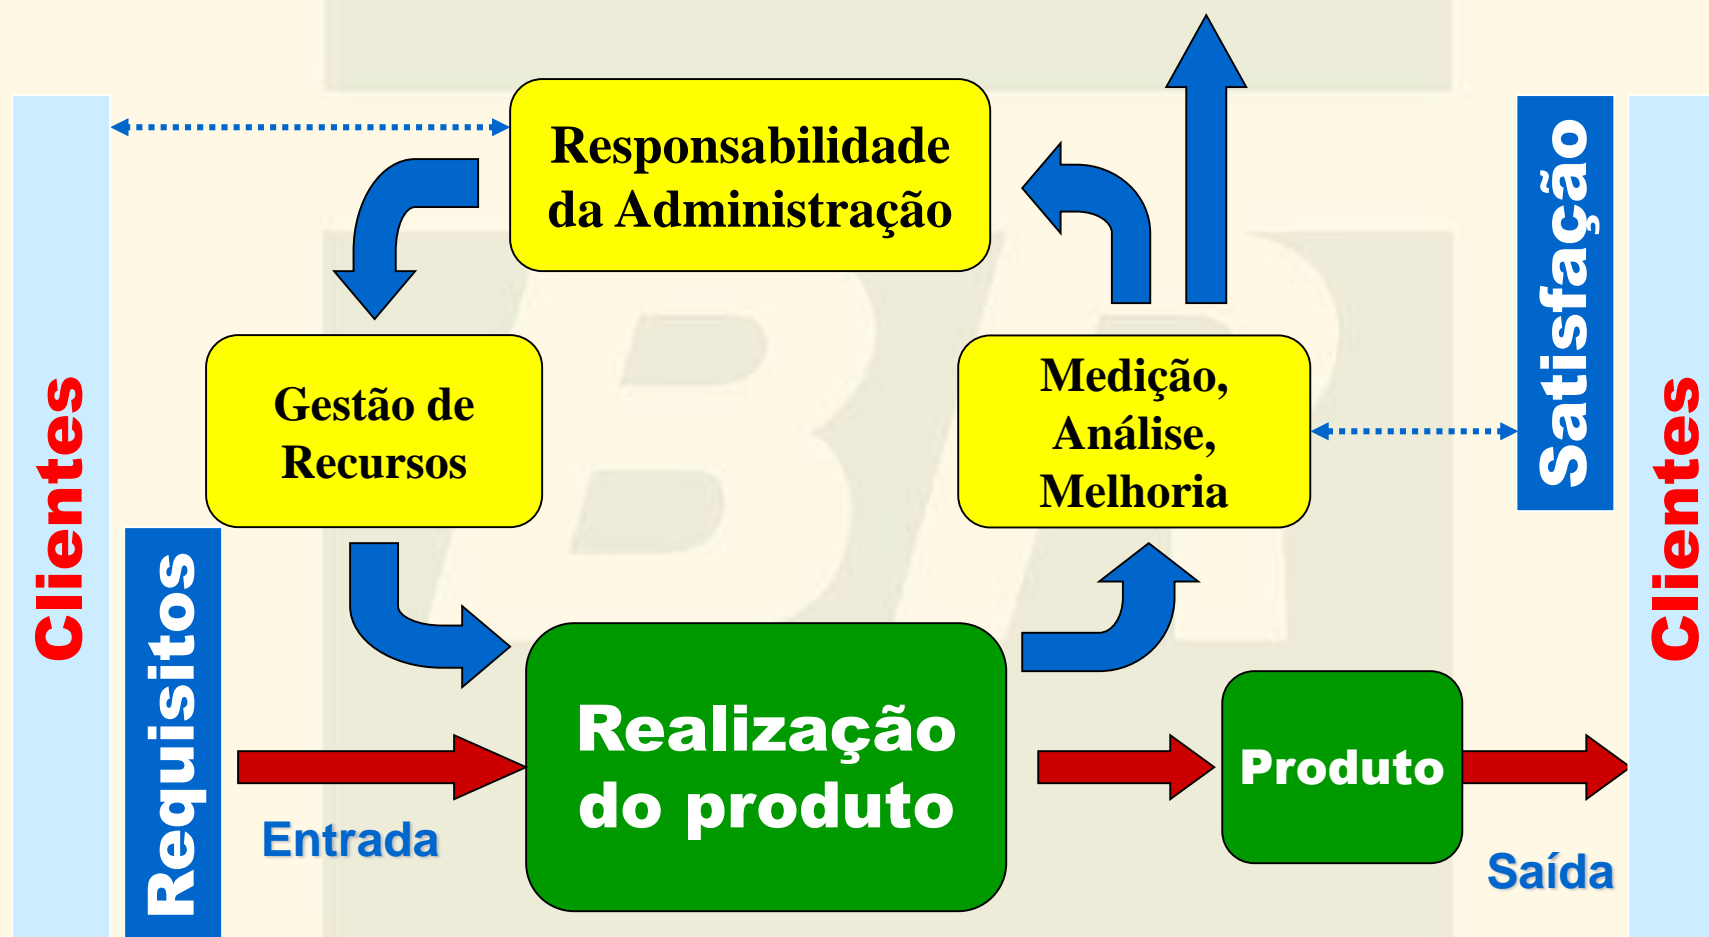 Responsabilidade
da Administração
Clientes
Satisfação
Clientes
Gestão de
Recursos
Medição,
Análise,
Melhoria
Requisitos
Realização
do produto
Produto
Entrada
Saída
BR